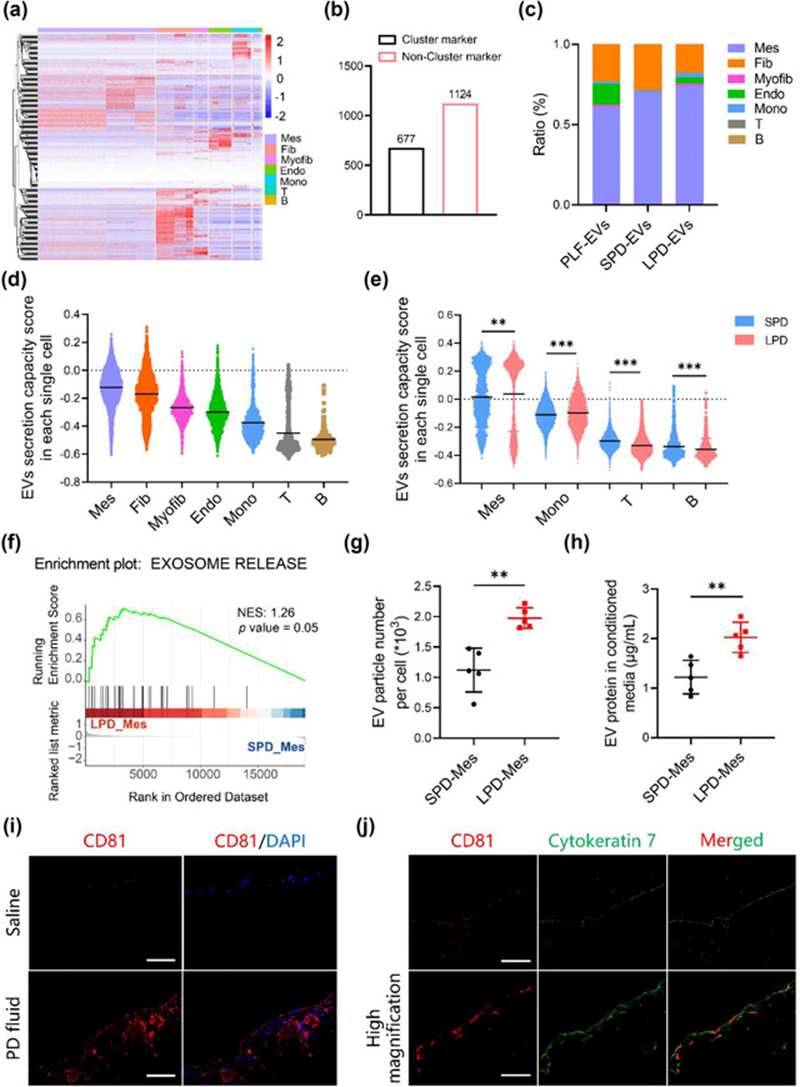 (a)
2
1
0
-1
-2
Mes
Fib
Myofib
Endo
Mono
T
B
(b)
Cluster marker
Non-Cluster marker
1500
1000
500
0
677
1124
(c)
Ratio (%)
1.0
0.5
0.0
PLF-EVs
SPD-EVs
LPD-EVs
Mes
Fib
Myofib
Endo
Mono
T
B
(d)
EVs secretion capacity score
in each single cell
0.4
0.2
0.0
-0.2
-0.4
-0.6
-0.8
Mes
Fib
Myofib
Endo
Mono
T
B
(e)
EVs secretion capacity score
in each single cell
0.6
0.4
0.2
0.0
-0.2
-0.4
-0.6
**
***
***
***
Mes
Mono
T
B
SPD
LPD
(f)
Enrichment plot: EXOSOME RELEASE
Running
Enrichment Score
0.6
0.4
0.2
0.0
NES: 1.26
p value = 0.05
LPD_Mes
SPD_Mes
Ranked list metric
1
0
−1
−2
5000
10000
15000
Rank in Ordered Dataset
(g)
EV particle number
per cell (*10^3)
2.5
2.0
1.5
1.0
0.5
0.0
**
SPD-Mes
LPD-Mes
(h)
EV protein in conditioned
media (μg/mL)
3
2
1
0
**
SPD-Mes
LPD-Mes
(i)
CD81
CD81/DAPI
Saline
PD fluid
(j)
CD81
Cytokeratin 7
Merged
High
magnification